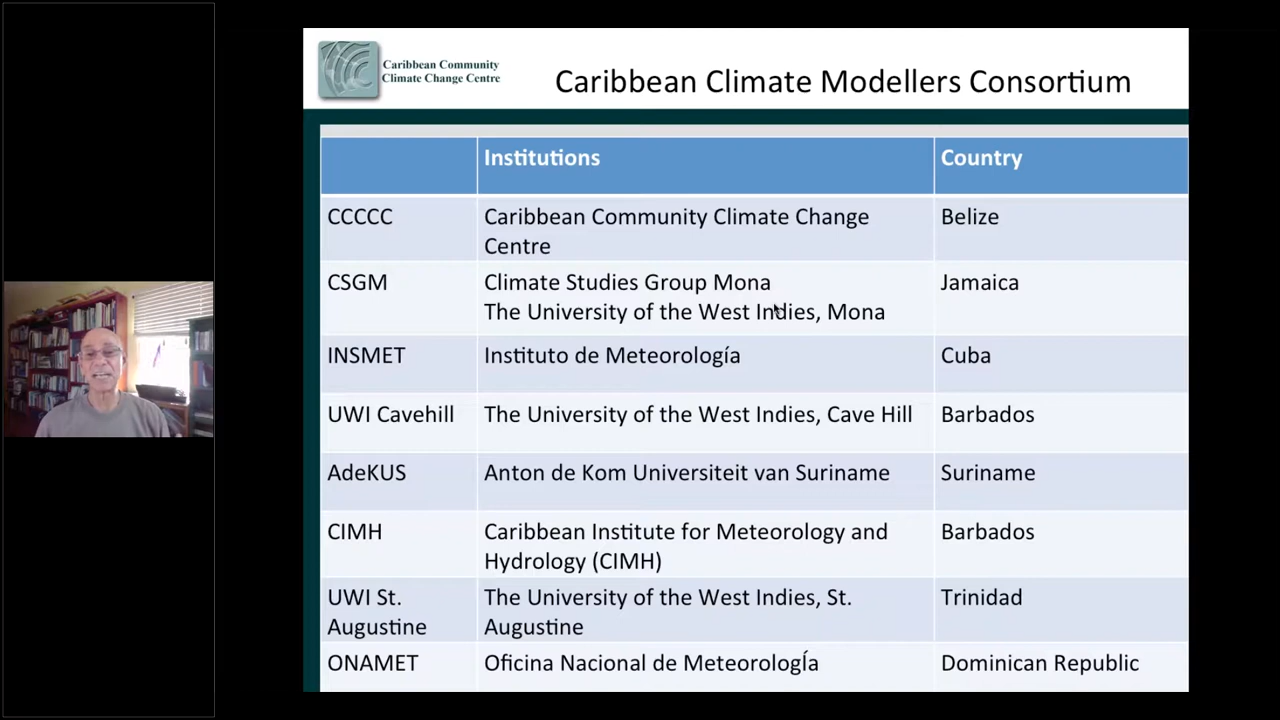 Caribbean Community
Climate Change Centre
Caribbean Climate Modellers Consortium
Institutions
Country
CCCCC
Caribbean Community Climate Change
Centre
Belize
CSGM
Climate Studies Group Mona
The University of the West Indies, Mona
Jamaica
INSMET
Instituto de Meteorología
Cuba
UWI Cavehill
The University of the West Indies, Cave Hill
Barbados
AdeKUS
Anton de Kom Universiteit van Suriname
Suriname
CIMH
Caribbean Institute for Meteorology and
Hydrology (CIMH)
Barbados
UWI St.
Augustine
The University of the West Indies, St.
Augustine
Trinidad
ONAMET
Oficina Nacional de MeteorologÍa
Dominican Republic